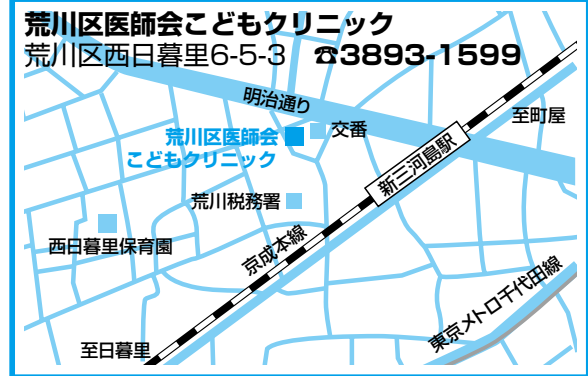 荒川区医師会こどもクリニック
荒川区西日暮里6-5-3 ☎3893-1599
明治通り
至町屋
荒川区医師会
こどもクリニック
交番
新三河島駅
荒川税務署
西日暮里保育園
京成本線
東京メトロ千代田線
至日暮里